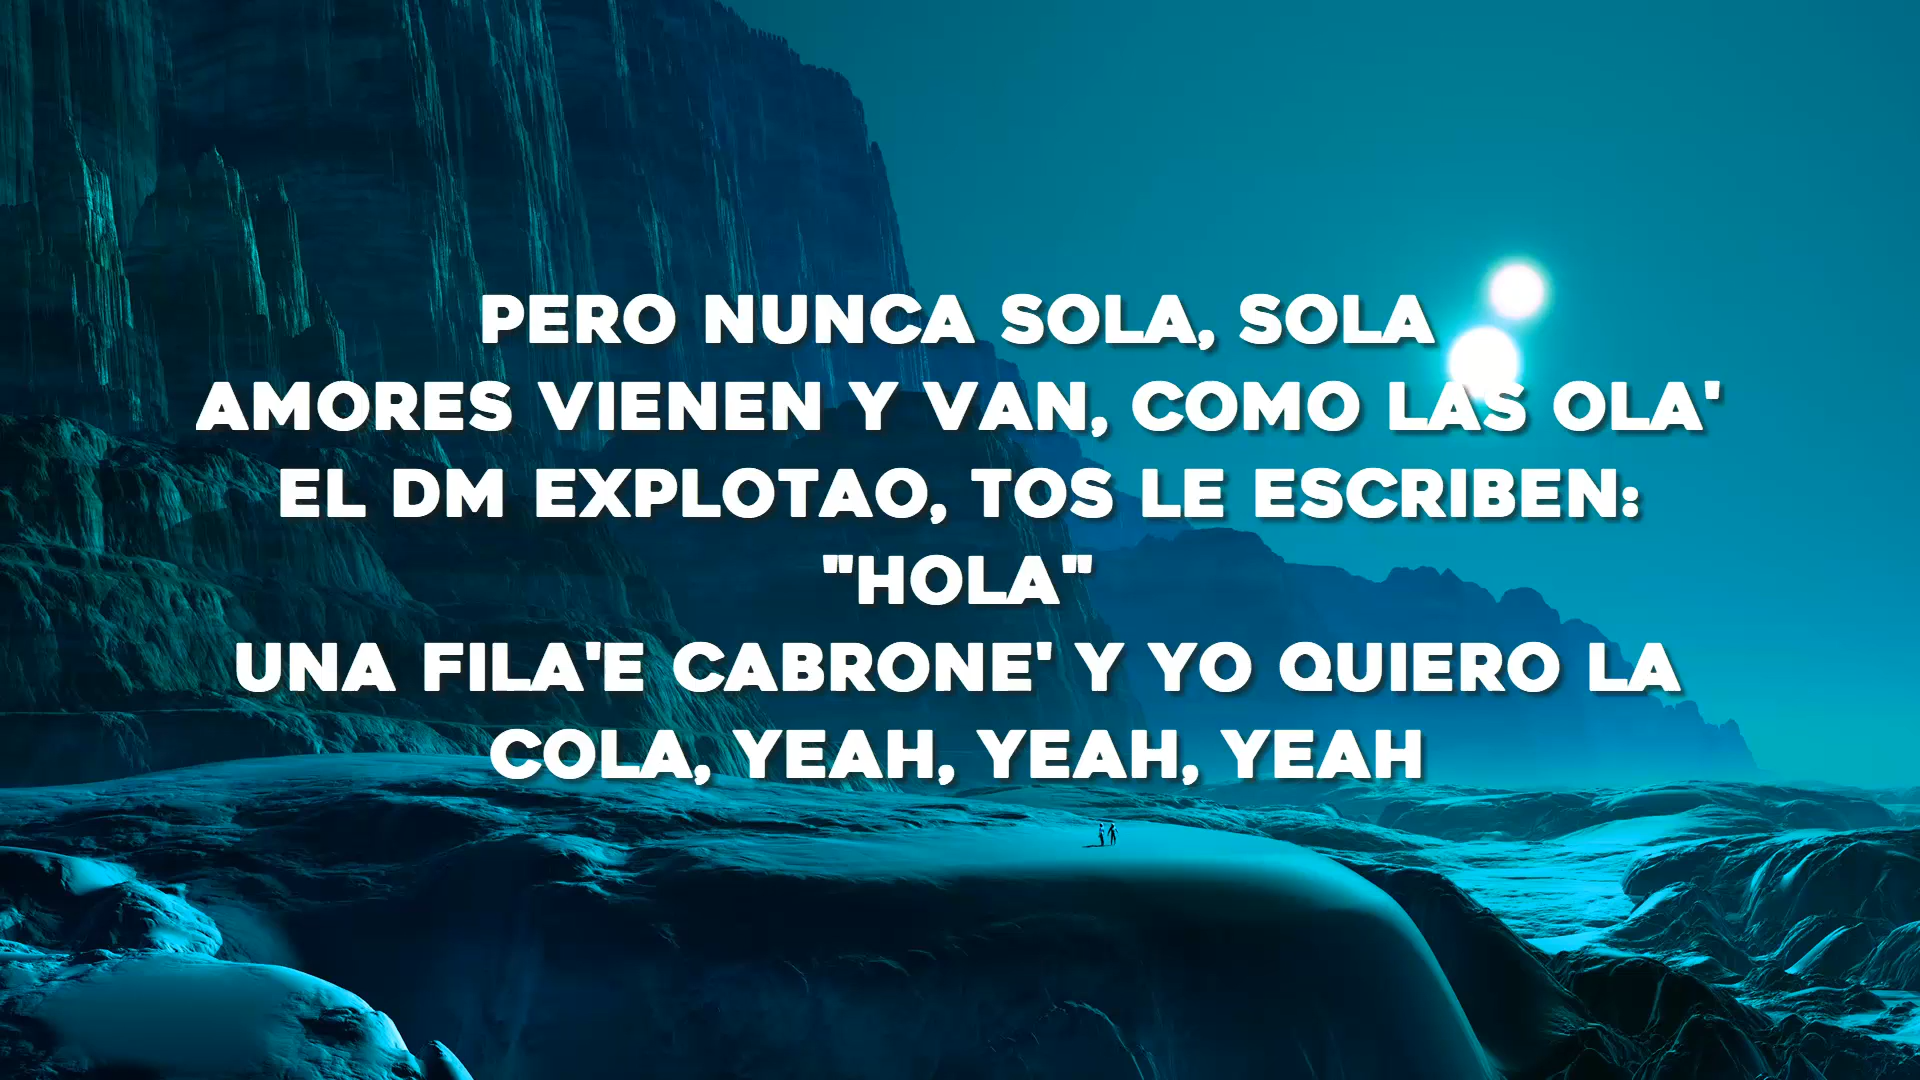 PERO NUNCA SOLA, SOLA
AMORES VIENEN Y VAN, COMO LAS OLA'
EL DM EXPLOTAO, TOS LE ESCRIBEN:
"HOLA"
UNA FILA'E CABRONE' Y YO QUIERO LA
COLA, YEAH, YEAH, YEAH